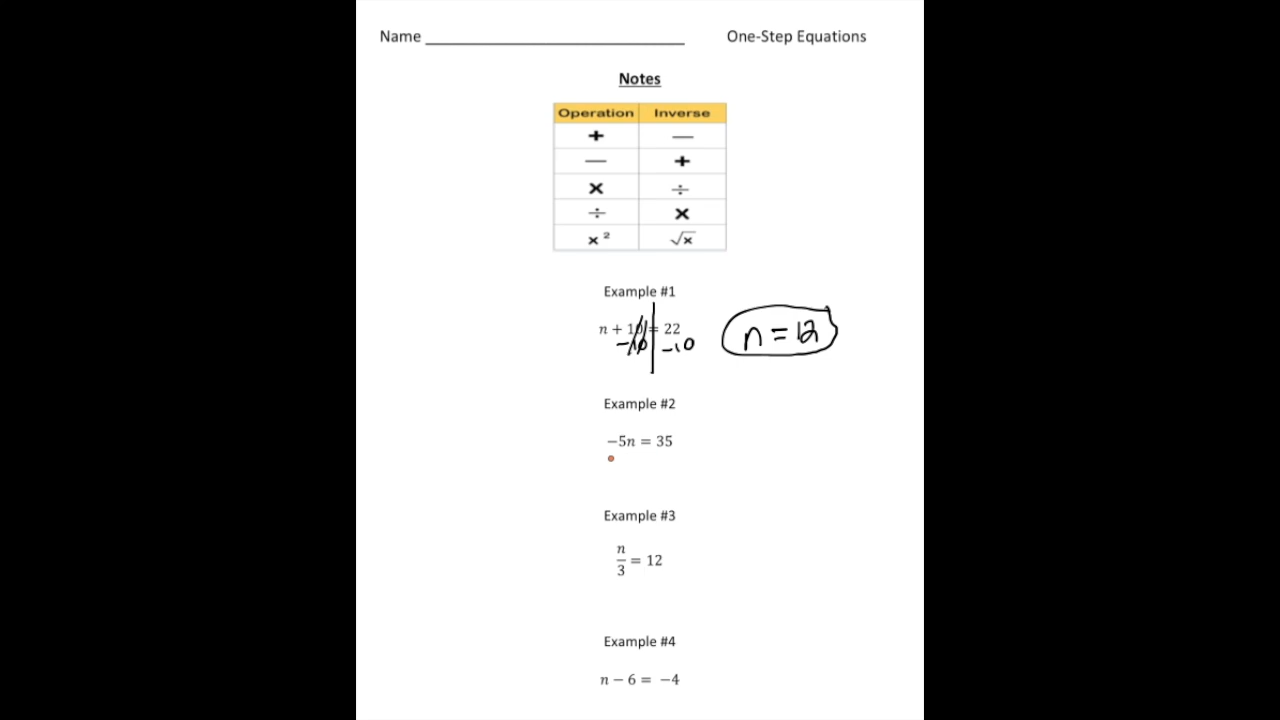 Name __________________________ One-Step Equations
Notes
Operation Inverse
+ —
— +
× ÷
÷ ×
x² √x
Example #1
n + 10 = 22 n = 12
-10 -10
Example #2
−5n = 35
Example #3
n/3 = 12
Example #4
n − 6 = −4